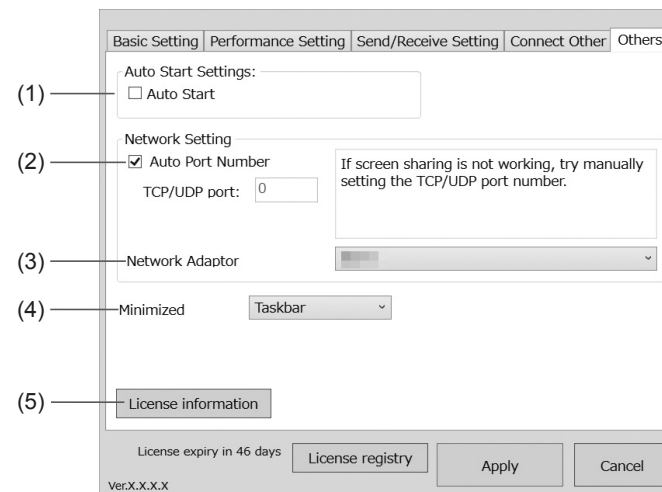 Basic Setting Performance Setting Send/Receive Setting Connect Other Others
Auto Start Settings:
(1) Auto Start
Network Setting
(2) Auto Port Number
If screen sharing is not working, try manually
setting the TCP/UDP port number.
TCP/UDP port: 0
(3) Network Adaptor
(4) Minimized Taskbar
(5) License information
License expiry in 46 days License registry Apply Cancel
Ver.X.X.X.X